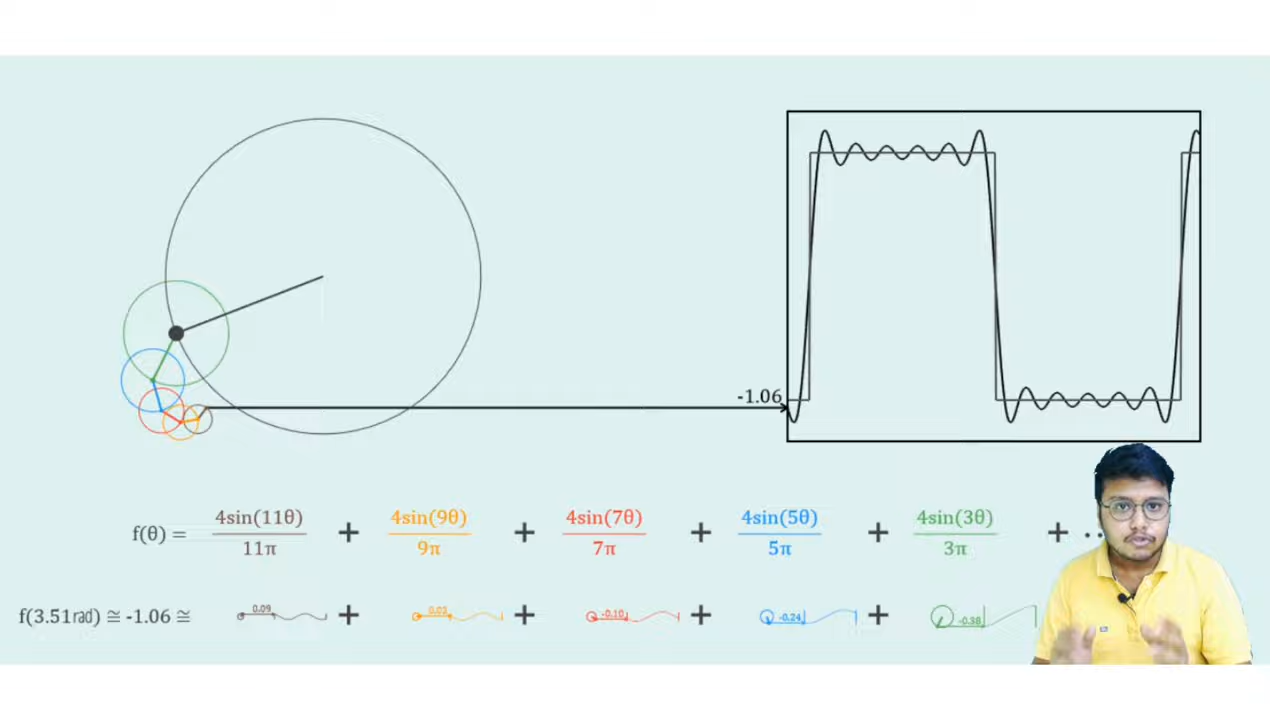 -1.06
f(θ) = 4sin(11θ)/11π + 4sin(9θ)/9π + 4sin(7θ)/7π + 4sin(5θ)/5π + 4sin(3θ)/3π + ..
f(3.51rad) ≅ -1.06 ≅ 0.09 + 0.03 + -0.10 + -0.24 + -0.38